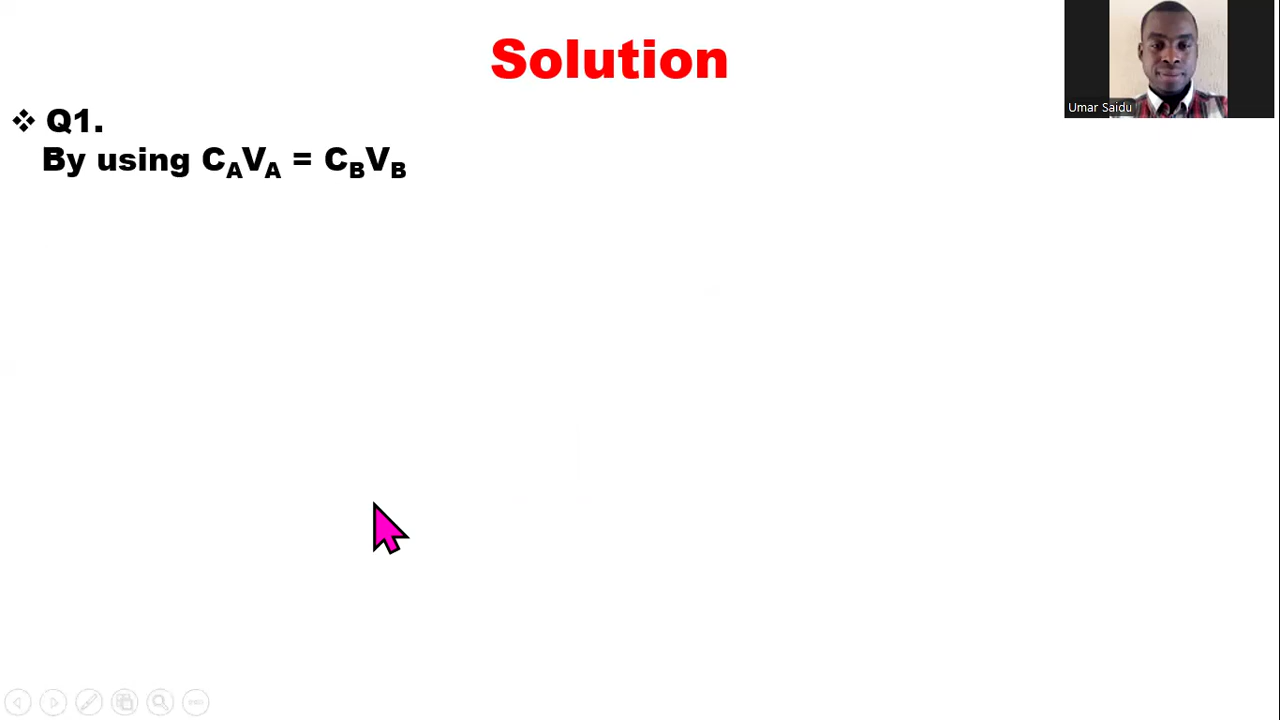 Solution
Umar Saidu
❖ Q1.
By using CAVA = CBVB